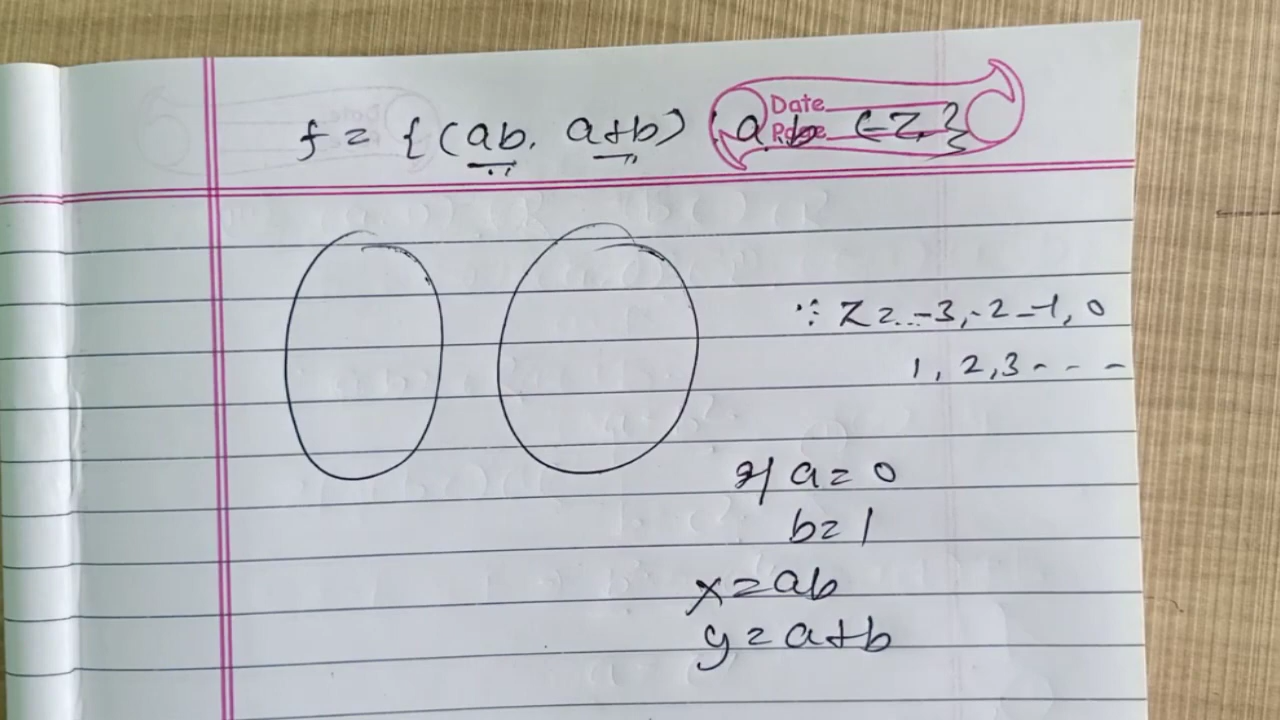 f = {(ab, a+b) : a, b ∈ Z}
Date
Page
∵ Z = ... -3, -2 -1, 0
1, 2, 3 - - -
If a = 0
b = 1
x = ab
y = a+b